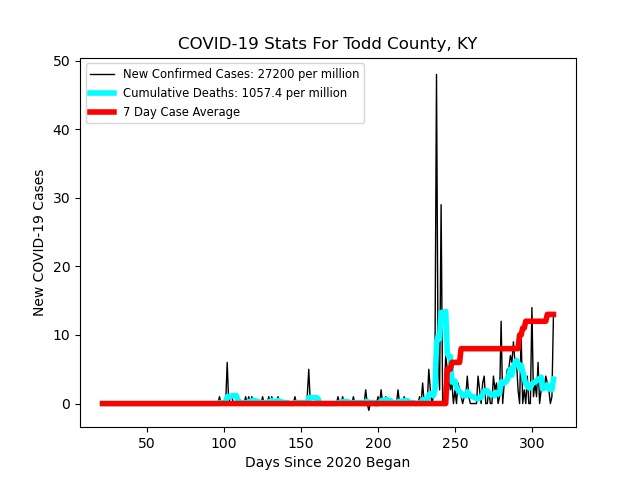 COVID-19 Stats For Todd County, KY
New Confirmed Cases: 27200 per million
Cumulative Deaths: 1057.4 per million
7 Day Case Average
50
40
30
20
10
0
New COVID-19 Cases
50 100 150 200 250 300
Days Since 2020 Began